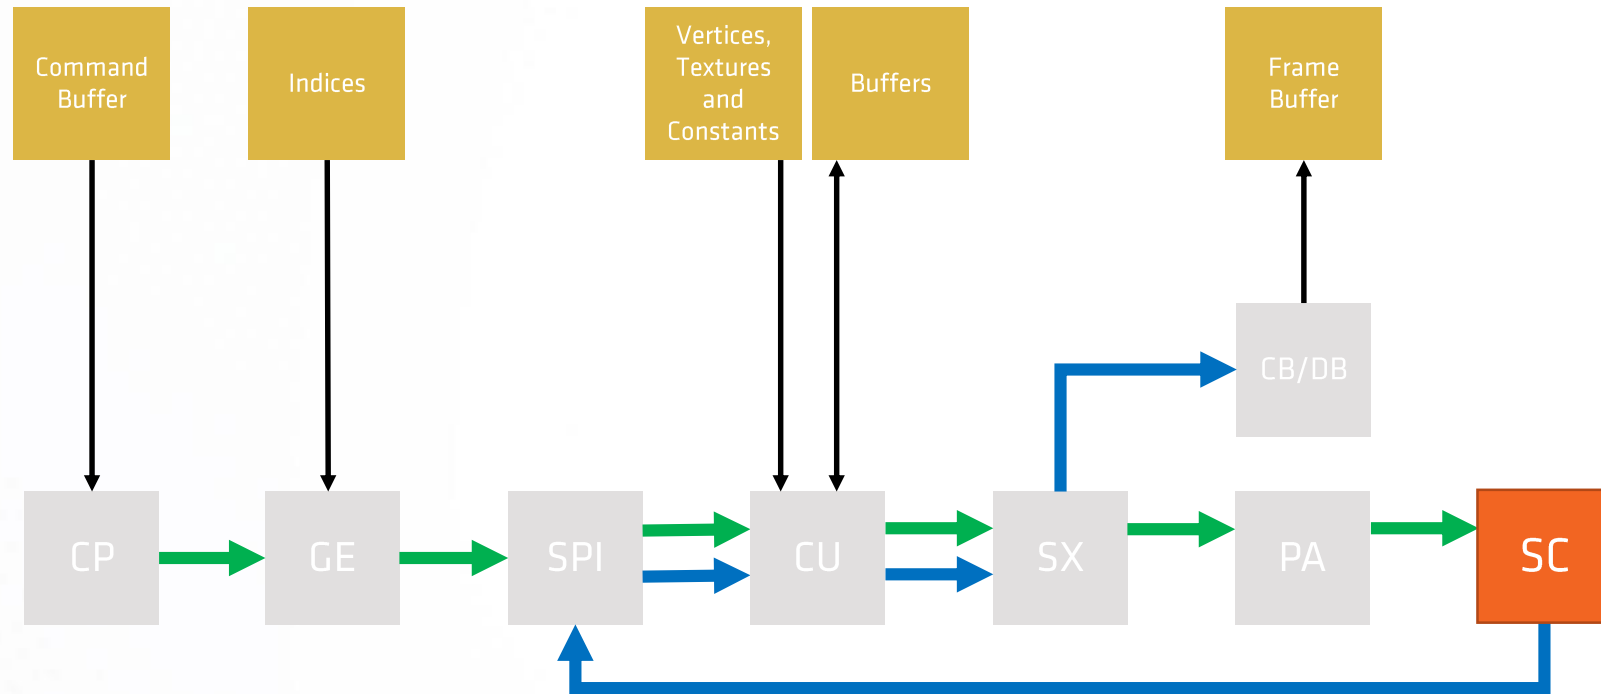 Command
Buffer
Indices
Vertices,
Textures
and
Constants
Buffers
Frame
Buffer
CB/DB
CP
GE
SPI
CU
SX
PA
SC